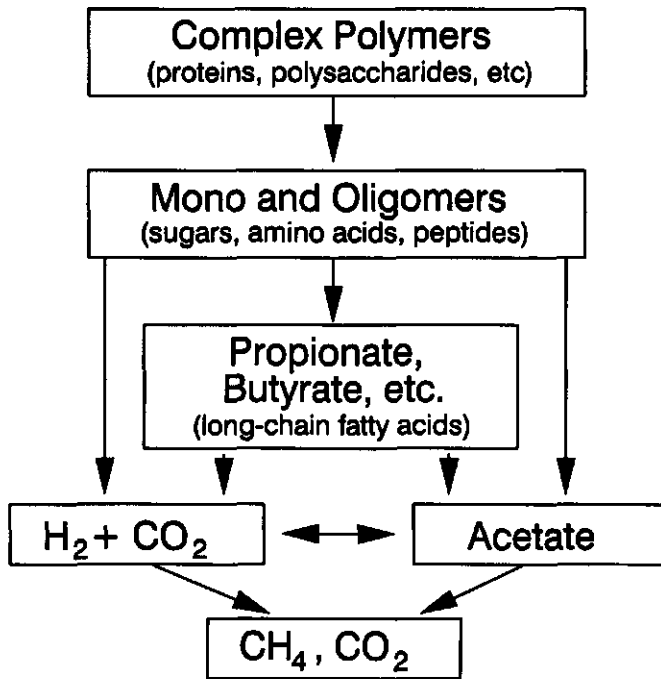 Complex Polymers
(proteins, polysaccharides, etc)
Mono and Oligomers
(sugars, amino acids, peptides)
Propionate,
Butyrate, etc.
(long-chain fatty acids)
H₂ + CO₂
Acetate
CH₄ , CO₂